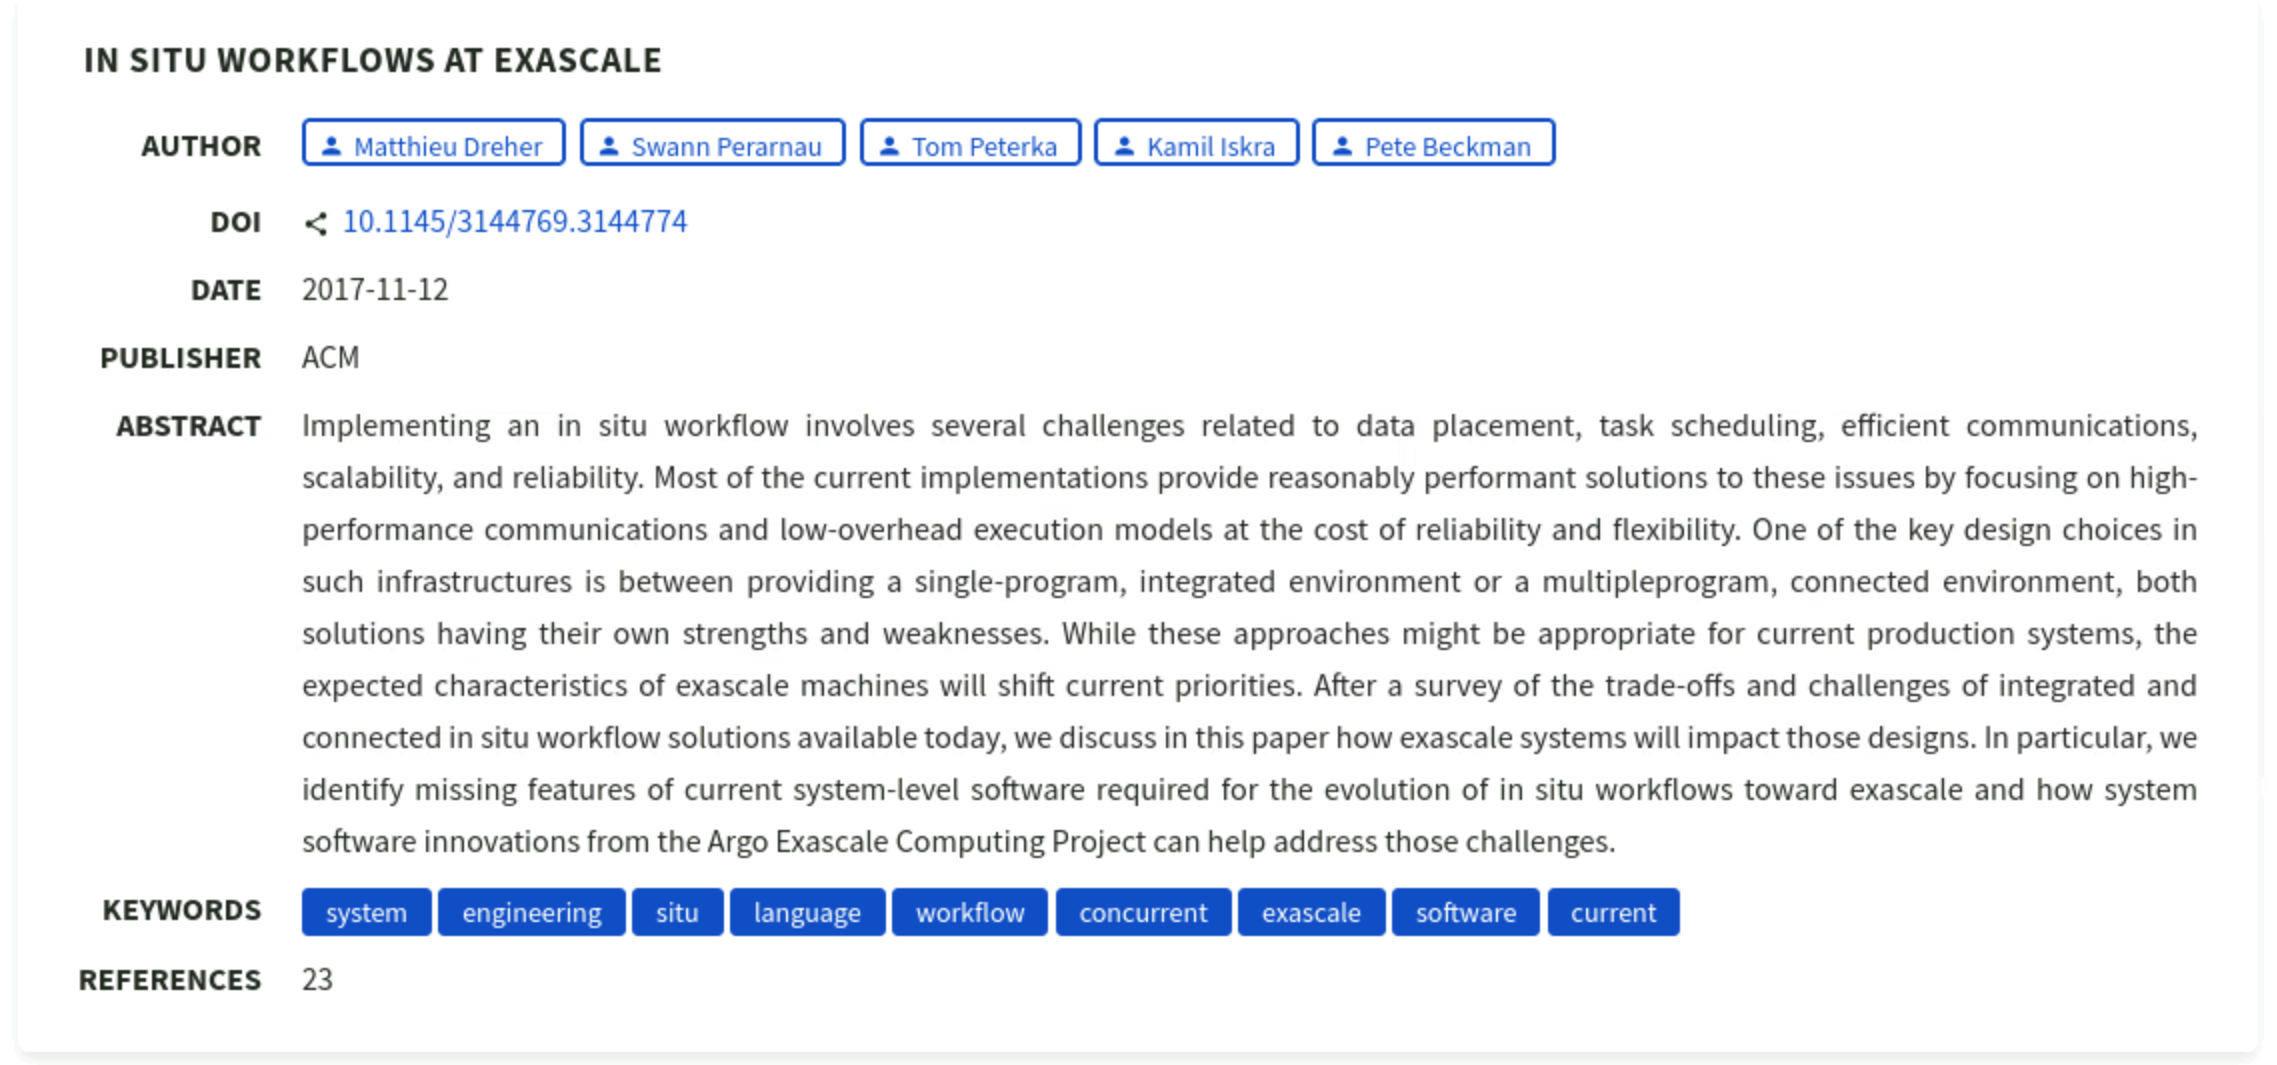 IN SITU WORKFLOWS AT EXASCALE
AUTHOR Matthieu Dreher Swann Perarnau Tom Peterka Kamil Iskra Pete Beckman
DOI 10.1145/3144769.3144774
DATE 2017-11-12
PUBLISHER ACM
ABSTRACT Implementing an in situ workflow involves several challenges related to data placement, task scheduling, efficient communications,
scalability, and reliability. Most of the current implementations provide reasonably performant solutions to these issues by focusing on high-
performance communications and low-overhead execution models at the cost of reliability and flexibility. One of the key design choices in
such infrastructures is between providing a single-program, integrated environment or a multipleprogram, connected environment, both
solutions having their own strengths and weaknesses. While these approaches might be appropriate for current production systems, the
expected characteristics of exascale machines will shift current priorities. After a survey of the trade-offs and challenges of integrated and
connected in situ workflow solutions available today, we discuss in this paper how exascale systems will impact those designs. In particular, we
identify missing features of current system-level software required for the evolution of in situ workflows toward exascale and how system
software innovations from the Argo Exascale Computing Project can help address those challenges.
KEYWORDS system engineering situ language workflow concurrent exascale software current
REFERENCES 23